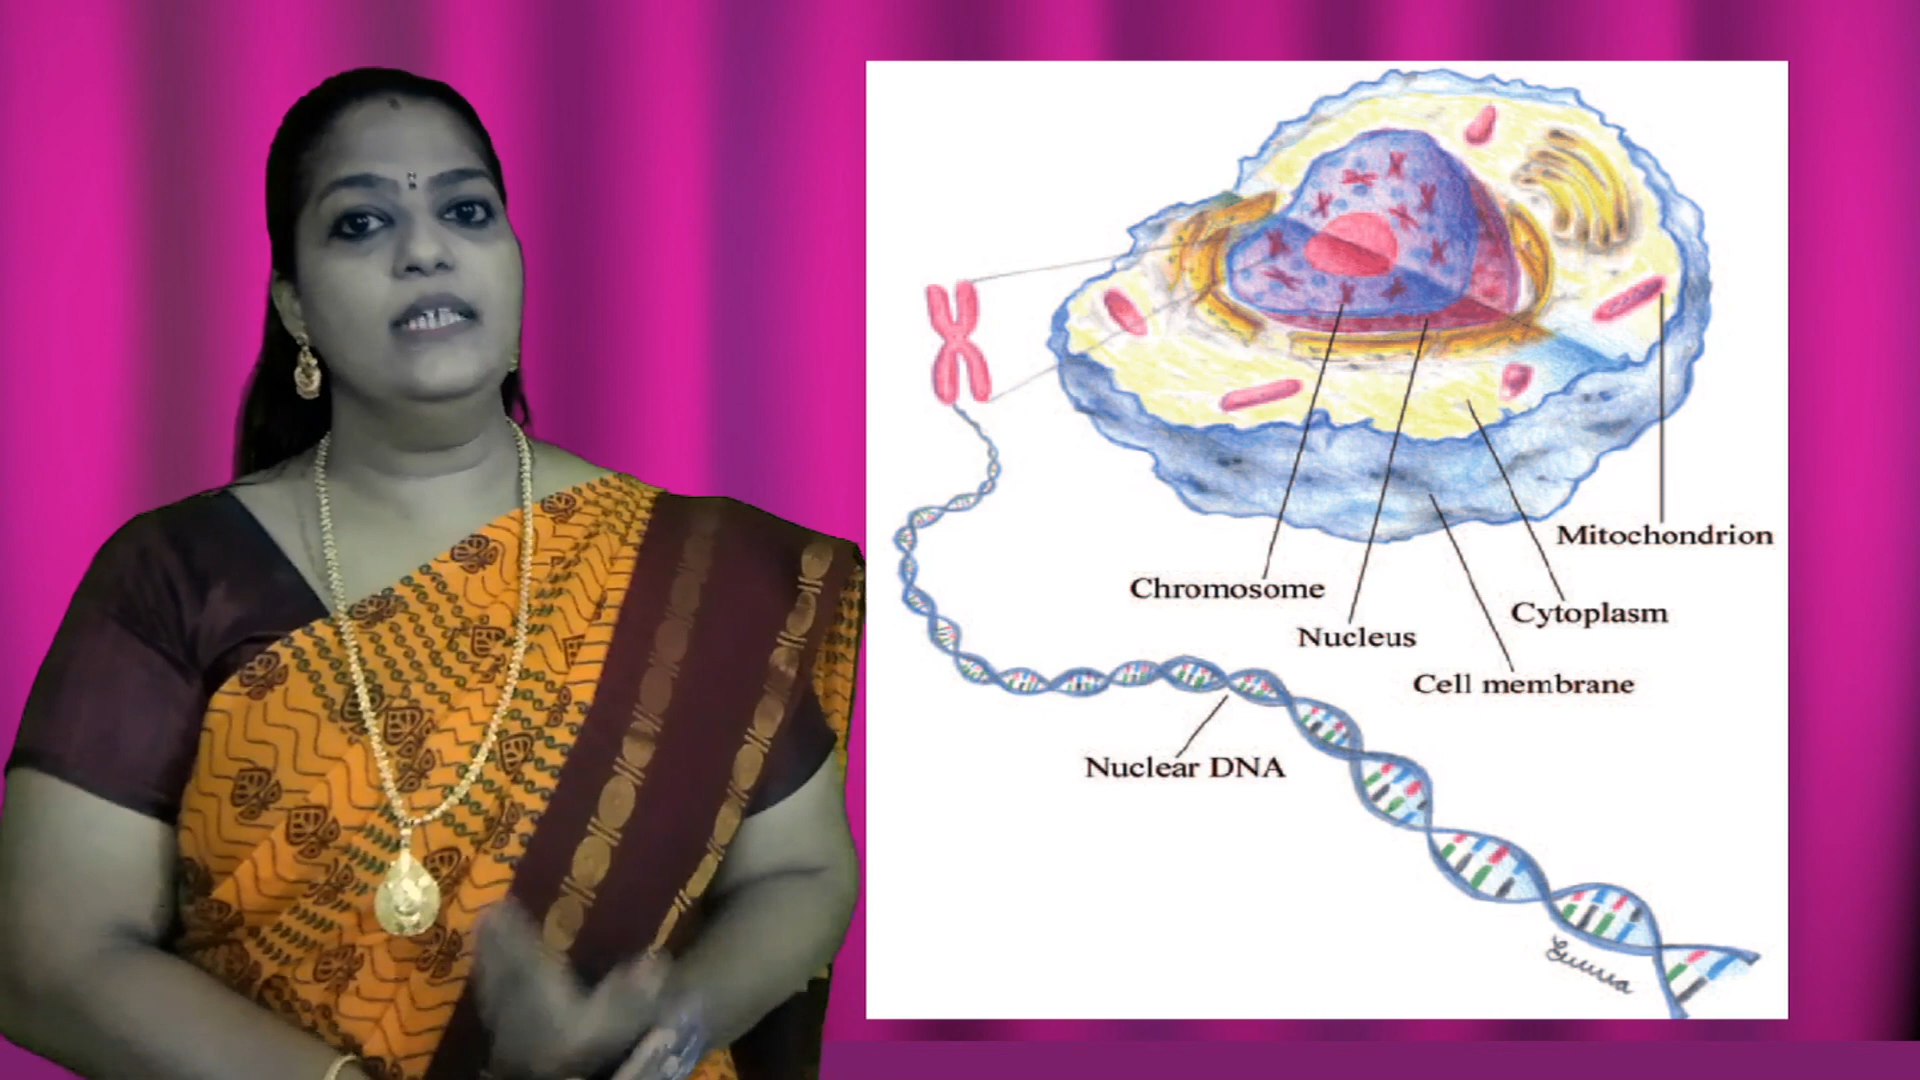 Mitochondrion
Chromosome
Cytoplasm
Nucleus
Cell membrane
Nuclear DNA